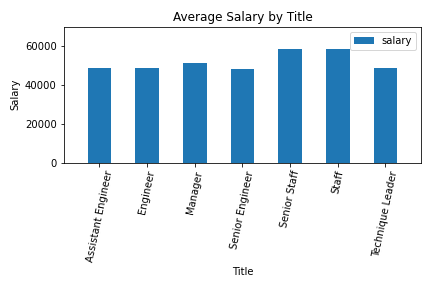 Average Salary by Title
salary
Salary
60000
40000
20000
0
Assistant Engineer
Engineer
Manager
Senior Engineer
Senior Staff
Staff
Technique Leader
Title